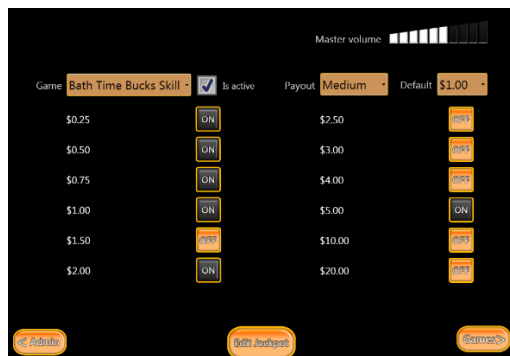 Master volume
Game Bath Time Bucks Skill Is active Payout Medium Default $1.00
$0.25 ON $2.50 OFF
$0.50 ON $3.00 OFF
$0.75 ON $4.00 OFF
$1.00 ON $5.00 ON
$1.50 OFF $10.00 OFF
$2.00 ON $20.00 OFF
< Admin Edit Jackpot Games >